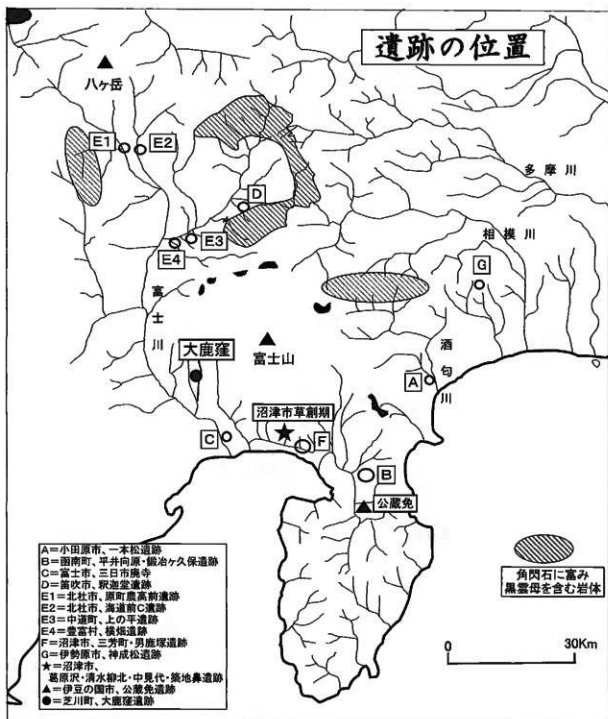 遺跡の位置
八ヶ岳
E1
E2
D
多摩川
相模川
E3
E4
G
富士川
大鹿窪
富士山
酒匂川
A
沼津市草創期
C
F
B
公蔵免
A=小田原市、一本松遺跡
B=函南町、平井向原・鍛冶ヶ久保遺跡
C=富士市、三日市廃寺
D=笛吹市、釈迦堂遺跡
E1=北杜市、原町農高前遺跡
E2=北杜市、海道前C遺跡
E3=中道町、上の平遺跡
E4=豊富村、横畑遺跡
F=沼津市、三芳町・男鹿塚遺跡
G=伊勢原市、神成松遺跡
★=沼津市、
葛原沢・清水柳北・中見代・築地鼻遺跡
▲=伊豆の国市、公蔵免遺跡
●=芝川町、大鹿窪遺跡
角閃石に富み
黒雲母を含む岩体
0 30Km